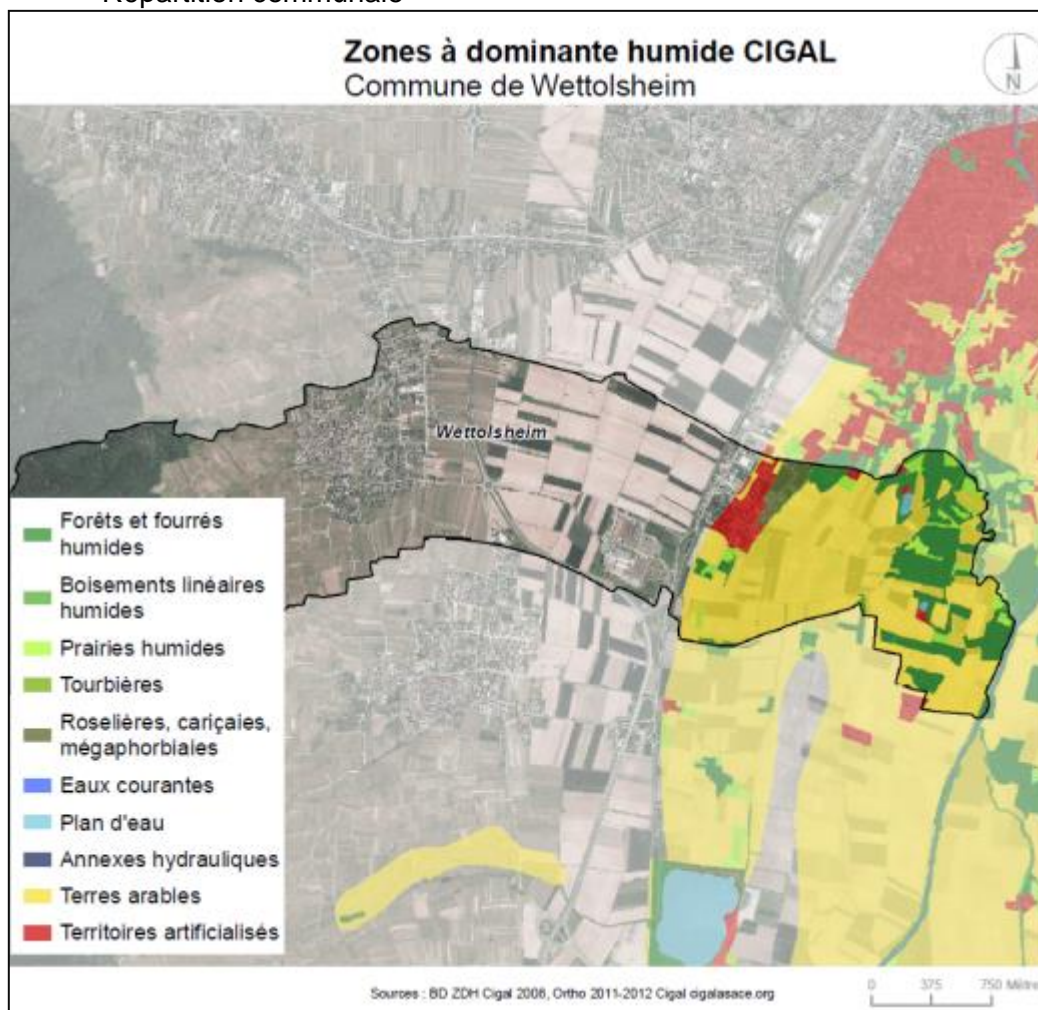 Répartition communale
Zones à dominante humide CIGAL
Commune de Wettolsheim
N
Wettolsheim
Forêts et fourrés
humides
Boisements linéaires
humides
Prairies humides
Tourbières
Roselières, cariçaies,
mégaphorbiaies
Eaux courantes
Plan d'eau
Annexes hydrauliques
Terres arables
Territoires artificialisés
Sources : BD ZDH Cigal 2008, Ortho 2011-2012 Cigal cigalasace.org
0 375 750 Mètre